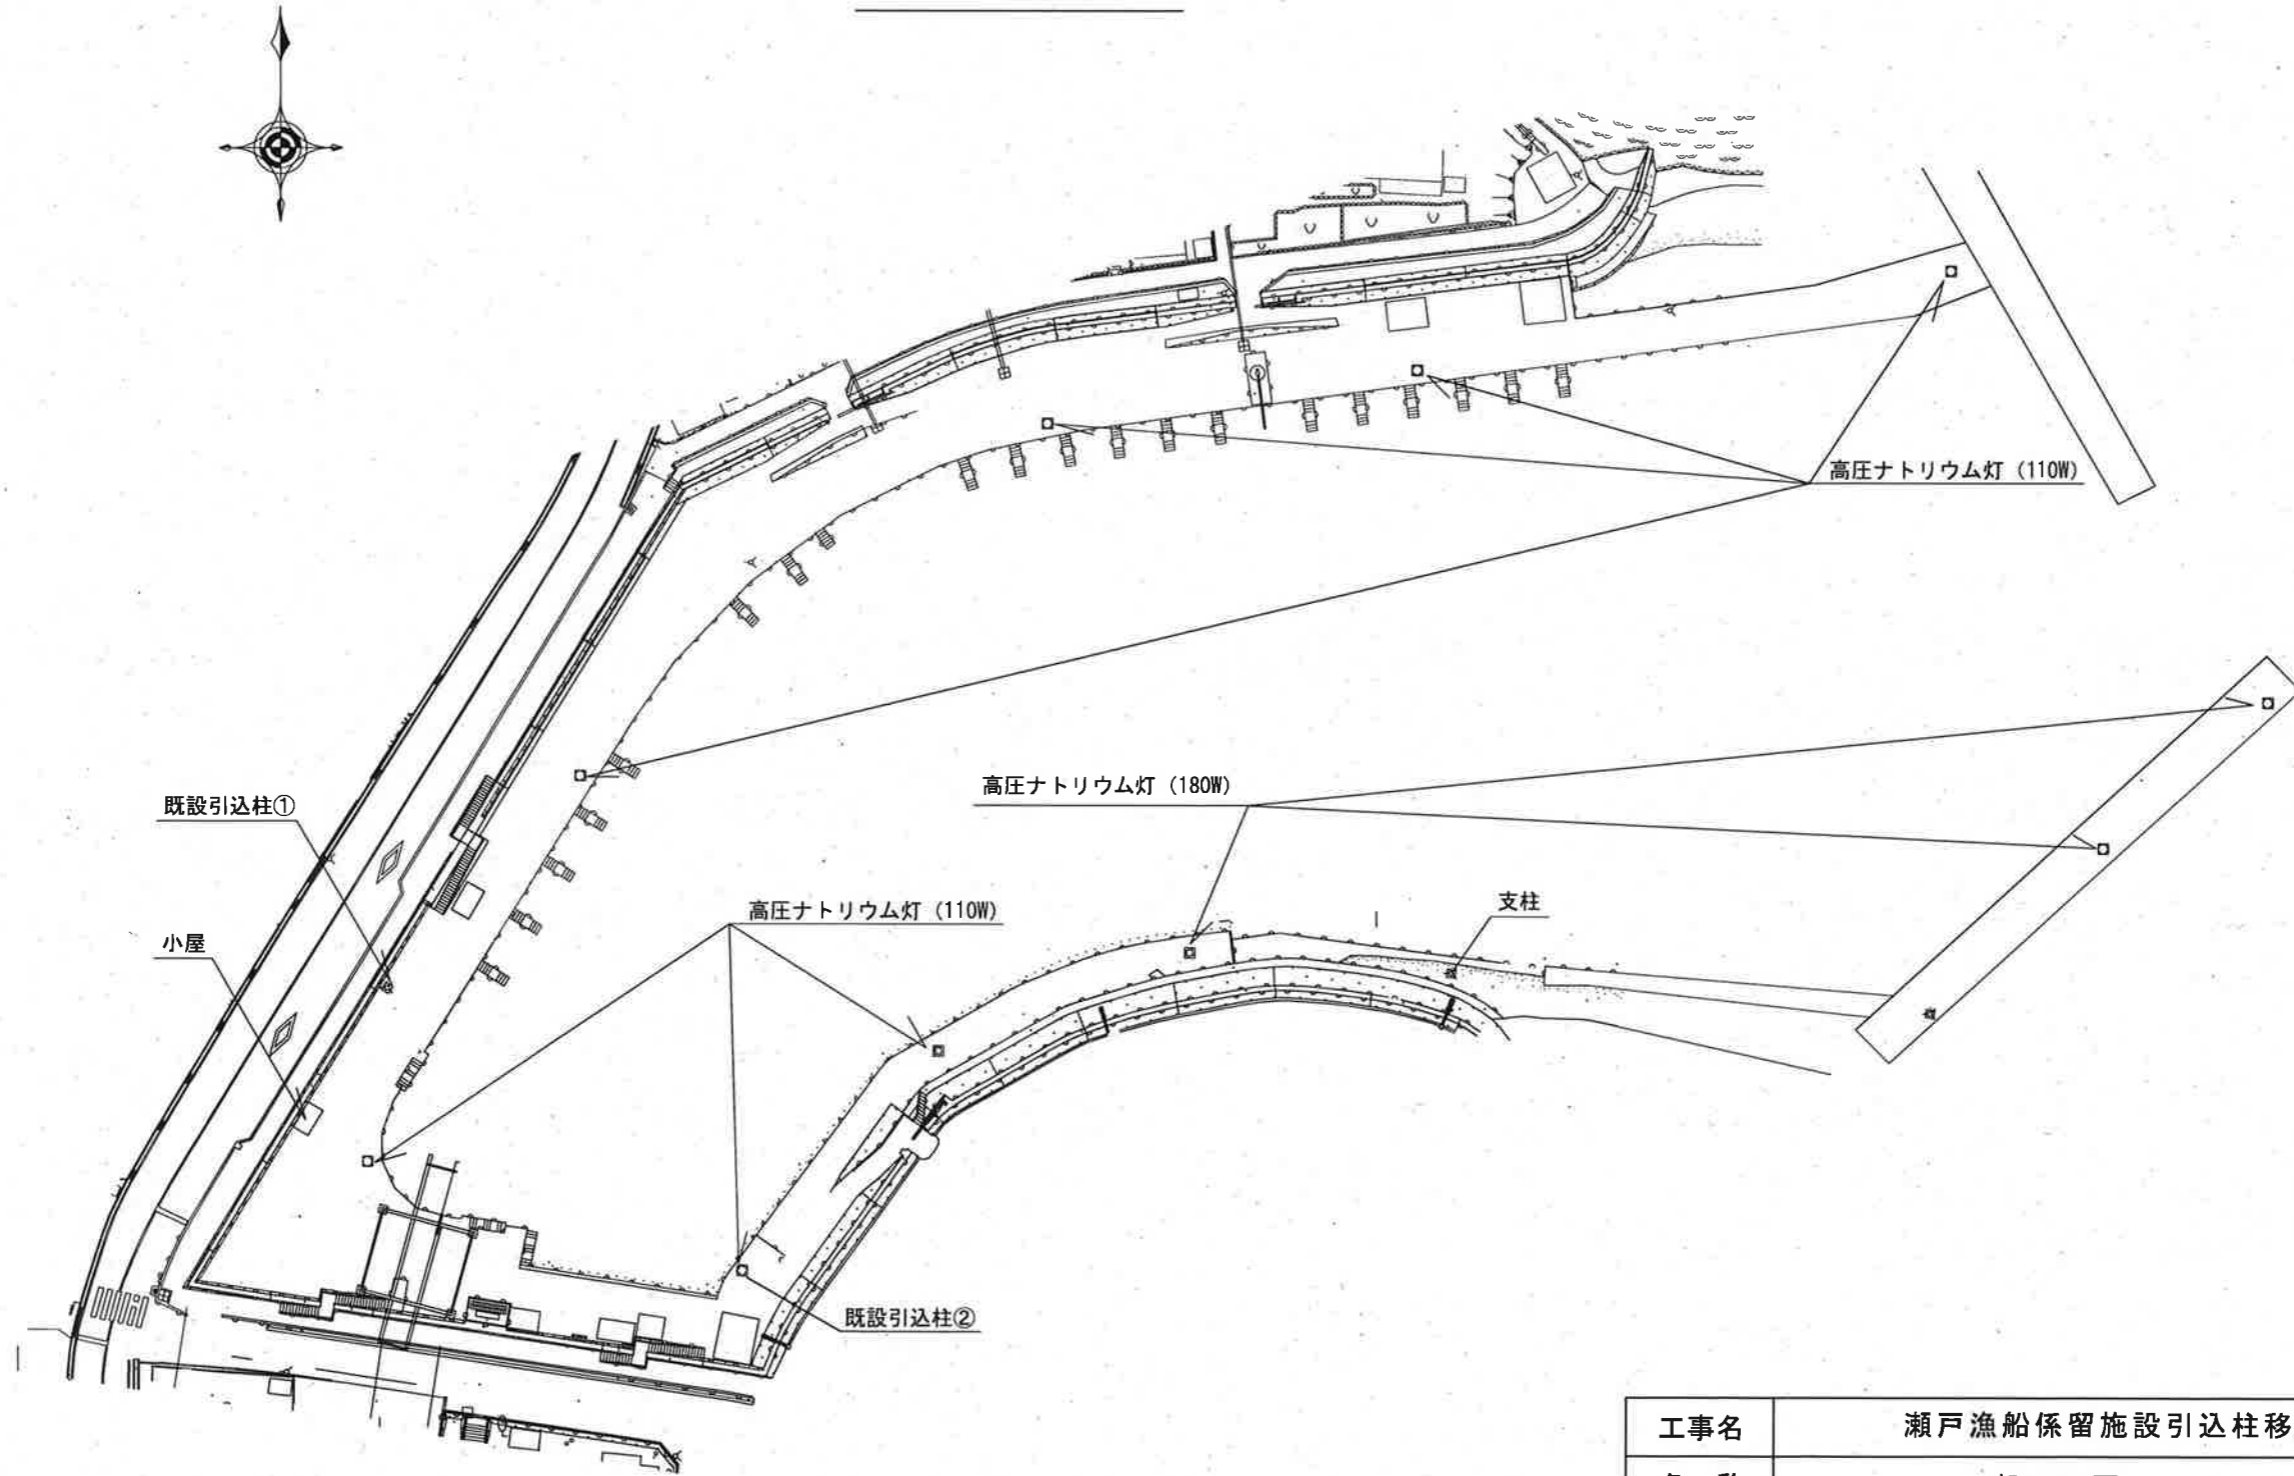 高圧ナトリウム灯 (110W)
高圧ナトリウム灯 (180W)
既設引込柱①
支柱
高圧ナトリウム灯 (110W)
小屋
既設引込柱②
工事名 瀬戸漁船係留施設引込柱移